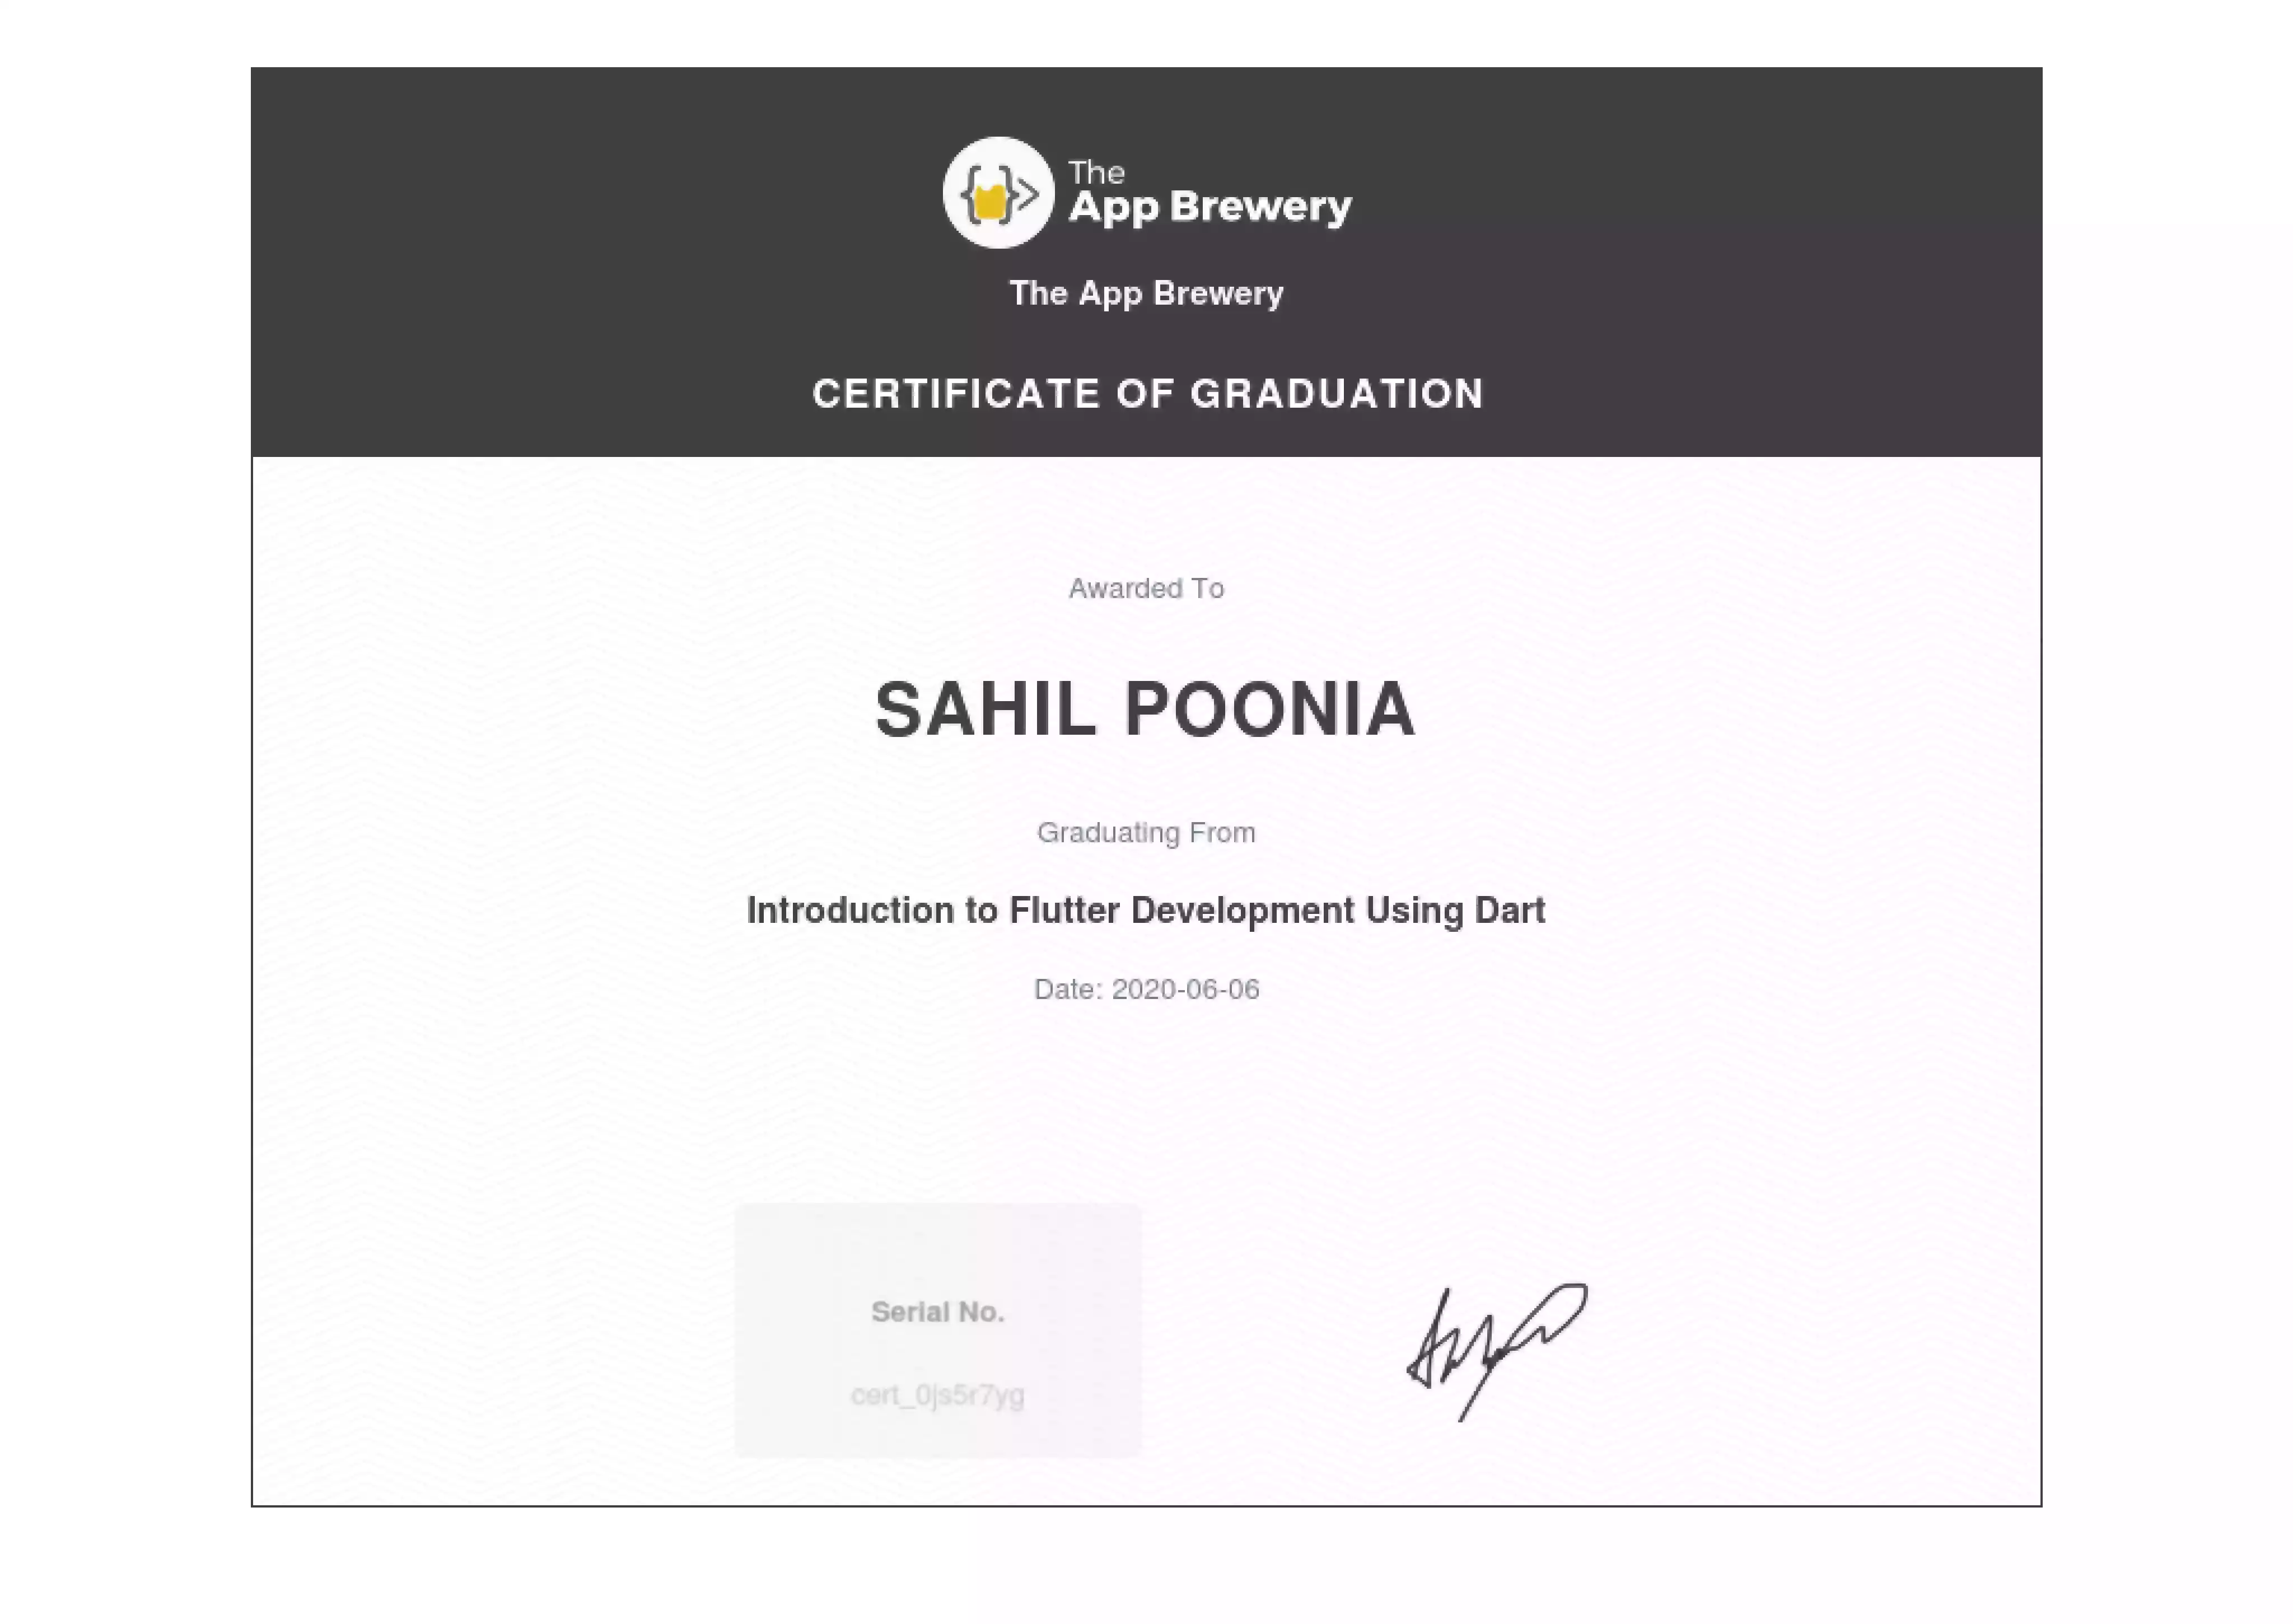 The
App Brewery
The App Brewery
CERTIFICATE OF GRADUATION
Awarded To
SAHIL POONIA
Graduating From
Introduction to Flutter Development Using Dart
Date: 2020-06-06
Serial No.
cert_0js5r7yg